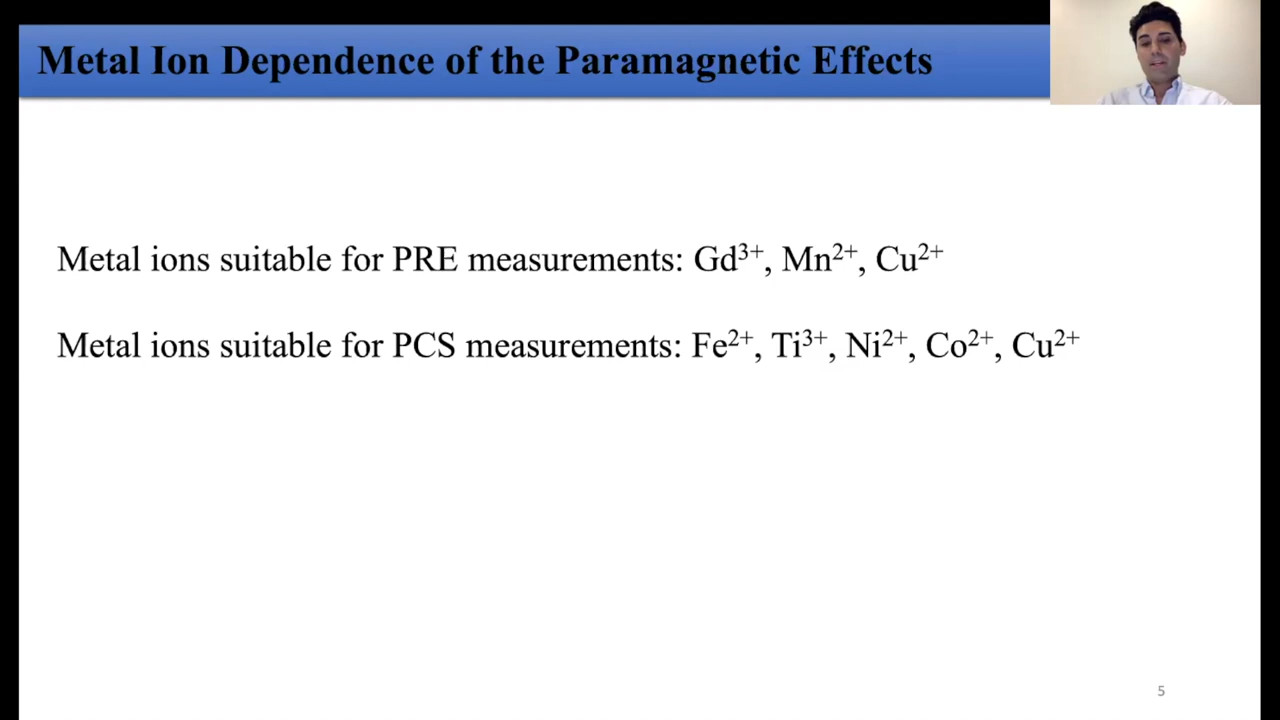 Metal Ion Dependence of the Paramagnetic Effects
Metal ions suitable for PRE measurements: Gd³⁺, Mn²⁺, Cu²⁺
Metal ions suitable for PCS measurements: Fe²⁺, Ti³⁺, Ni²⁺, Co²⁺, Cu²⁺
5